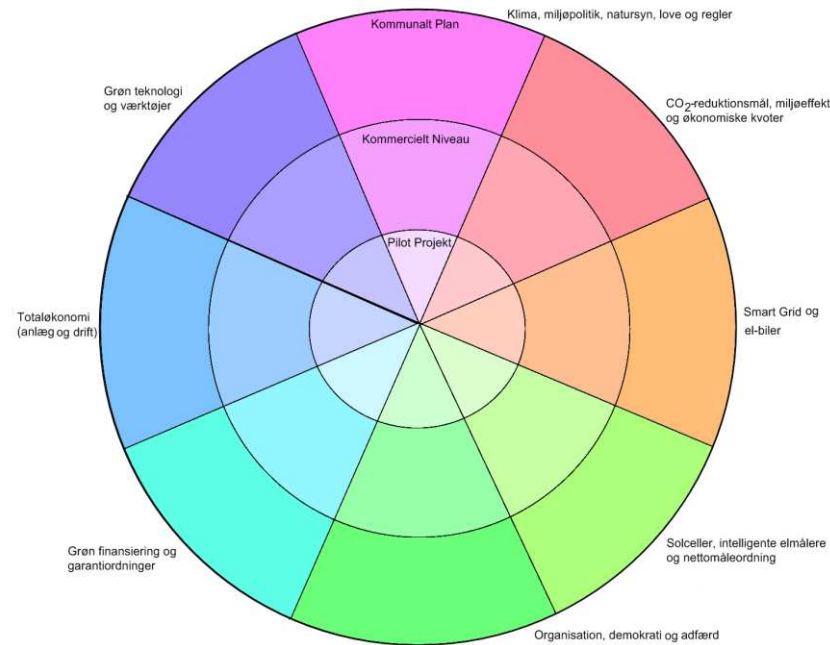 Kommunalt Plan
Klima, miljøpolitik, natursyn, love og regler
Grøn teknologi
og værktøjer
CO2-reduktionsmål, miljøeffekt
og økonomiske kvoter
Kommercielt Niveau
Pilot Projekt
Totaløkonomi
(anlæg og drift)
Smart Grid og
el-biler
Grøn finansiering og
garantiordninger
Solceller, intelligente elmålere
og nettomåleordning
Organisation, demokrati og adfærd